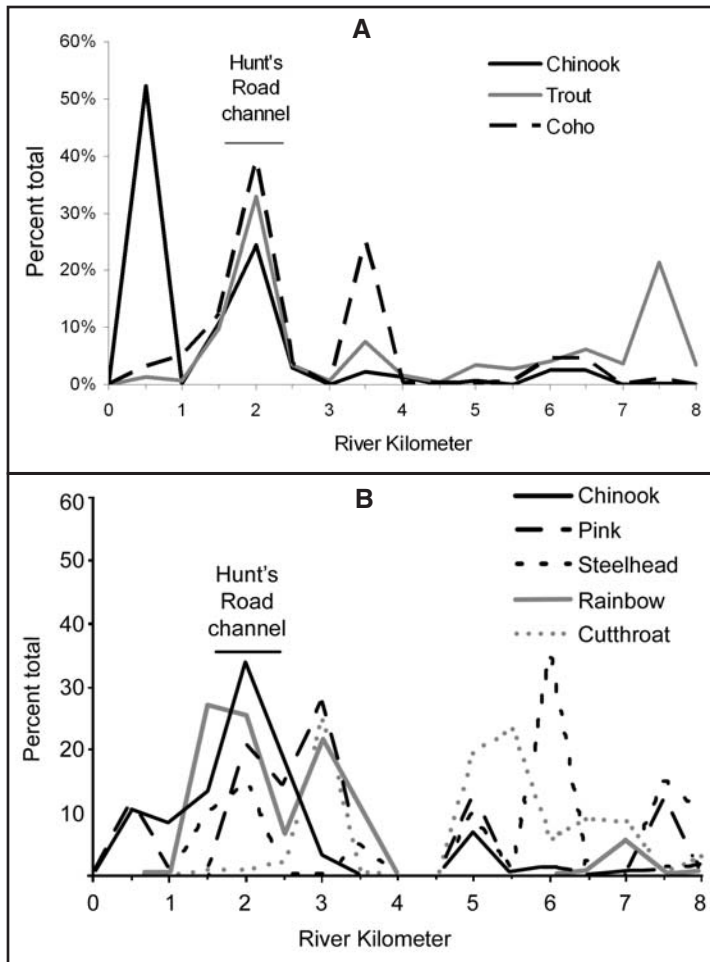 A
60%
50%
40%
30%
20%
10%
0%
Percent total
Hunt's
Road
channel
Chinook
Trout
Coho
0 1 2 3 4 5 6 7 8
River Kilometer
B
60
50
40
30
20
10
Percent total
Hunt's
Road
channel
Chinook
Pink
Steelhead
Rainbow
Cutthroat
0 1 2 3 4 5 6 7 8
River Kilometer